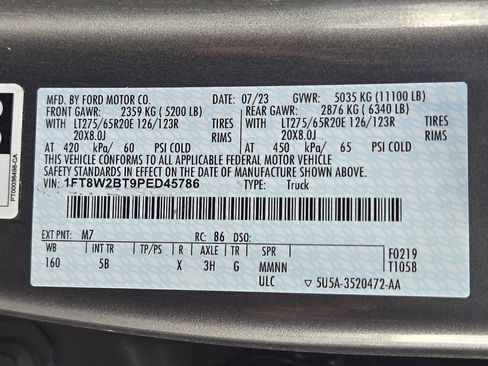 MFD. BY FORD MOTOR CO.
DATE: 07/23 GVWR: 5035 KG (11100 LB)
FRONT GAWR: 2359 KG ( 5200 LB) REAR GAWR: 2876 KG ( 6340 LB)
LT275/65R20E 126/123R TIRES LT275/65R20E 126/123R TIRES
20X8.0J RIMS 20X8.0J RIMS
AT 420 kPa/ 60 PSI AT 450 kPa/ 65 PSI
THIS VEHICLE CONFORMS TO ALL APPLICABLE FEDERAL MOTOR VEHICLE
SAFETY STANDARDS IN EFFECT ON THE DATE OF MANUFACTURE SHOWN ABOVE.
VIN: 1FT8W2BT9PED45786 TYPE: Truck
EXT PNT: M7 RC: 86 DSO:
WB INT TR TP/PS R AXLE TR SPR F0219
160 5B X 3H G MMNN T1058
ULC ▽ 5U5A-3520472-AA
PT00038498-CA